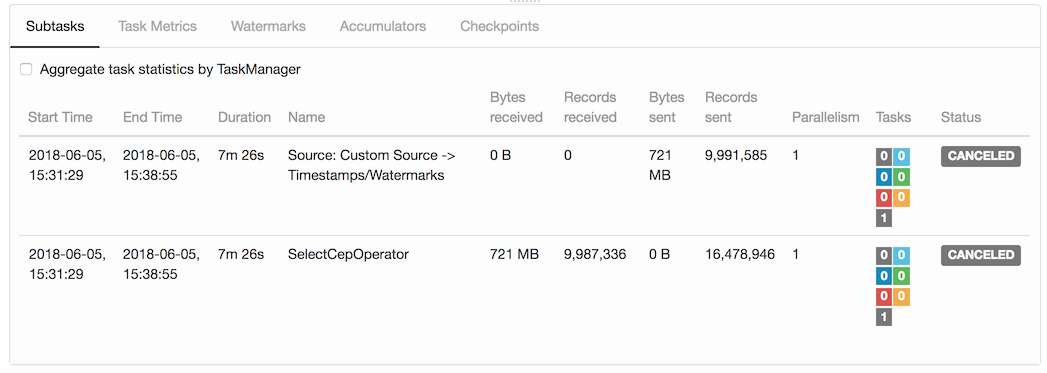 Subtasks Task Metrics Watermarks Accumulators Checkpoints
Aggregate task statistics by TaskManager
Start Time End Time Duration Name Bytes received Records received Bytes sent Records sent Parallelism Tasks Status
2018-06-05, 15:31:29 2018-06-05, 15:38:55 7m 26s Source: Custom Source -> Timestamps/Watermarks 0 B 0 721 MB 9,991,585 1 0 0 0 0 0 0 1 CANCELED
2018-06-05, 15:31:29 2018-06-05, 15:38:55 7m 26s SelectCepOperator 721 MB 9,987,336 0 B 16,478,946 1 0 0 0 0 0 0 1 CANCELED